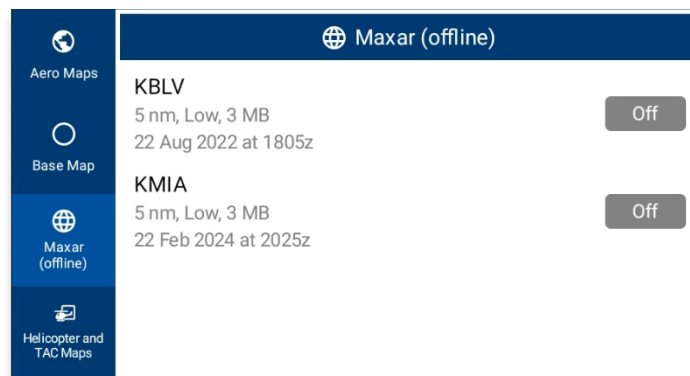 Aero Maps
Base Map
Maxar
(offline)
Helicopter and
TAC Maps
Maxar (offline)
KBLV
5 nm, Low, 3 MB
22 Aug 2022 at 1805z
Off
KMIA
5 nm, Low, 3 MB
22 Feb 2024 at 2025z
Off